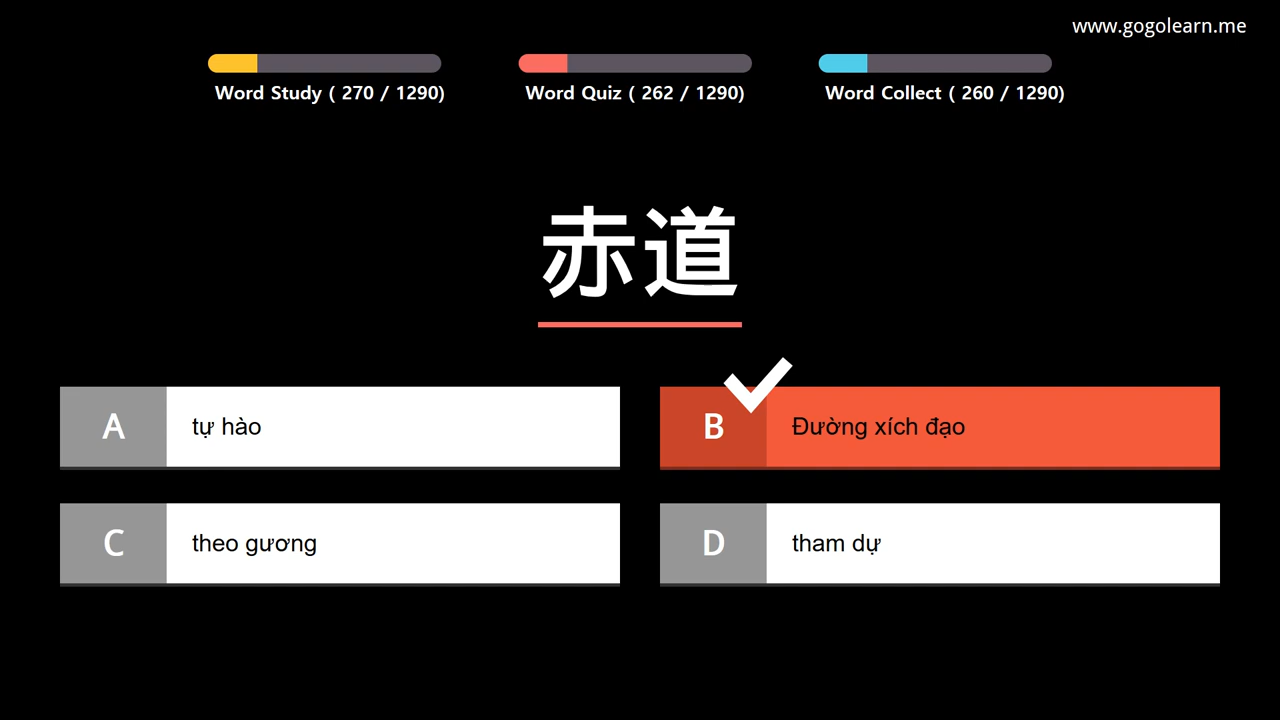 www.gogolearn.me
Word Study ( 270 / 1290)
Word Quiz ( 262 / 1290)
Word Collect ( 260 / 1290)
赤道
A tự hào
B Đường xích đạo
C theo gương
D tham dự